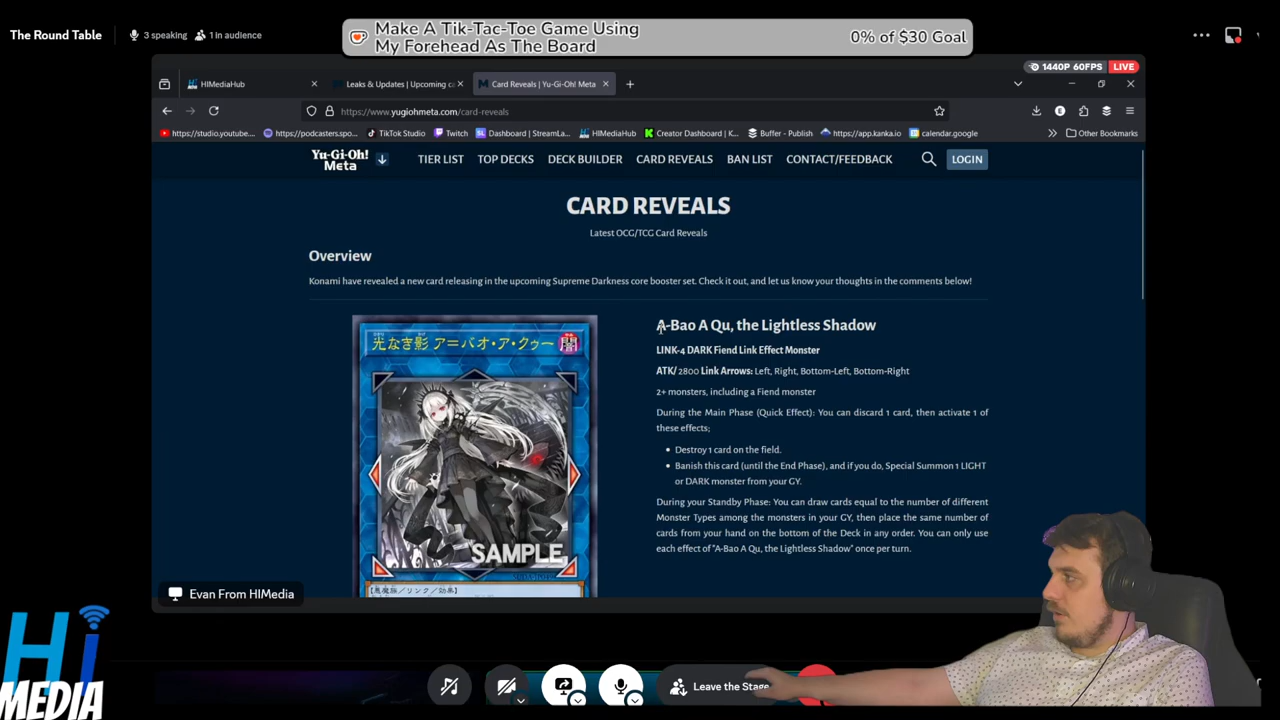 The Round Table
3 speaking
1 in audience
Make A Tik-Tac-Toe Game Using
My Forehead As The Board
0% of $30 Goal
1440P 60FPS
LIVE
HIMediaHub
Leaks & Updates | Upcoming ca
Card Reveals | Yu-Gi-Oh! Meta
https://www.yugiohmeta.com/card-reveals
https://studio.youtube....
https://podcasters.spo...
TikTok Studio
Twitch
Dashboard | StreamLa...
HIMediaHub
Creator Dashboard | K...
Buffer - Publish
https://app.kanka.io
calendar.google
Other Bookmarks
Yu-Gi-Oh!
Meta
TIER LIST
TOP DECKS
DECK BUILDER
CARD REVEALS
BAN LIST
CONTACT/FEEDBACK
LOGIN
CARD REVEALS
Latest OCG/TCG Card Reveals
Overview
Konami have revealed a new card releasing in the upcoming Supreme Darkness core booster set. Check it out, and let us know your thoughts in the comments below!
光なき影 ア＝バオ・ア・クゥー
闇
SAMPLE
【悪魔族／リンク／効果】
A-Bao A Qu, the Lightless Shadow
LINK-4 DARK Fiend Link Effect Monster
ATK/ 2800 Link Arrows: Left, Right, Bottom-Left, Bottom-Right
2+ monsters, including a Fiend monster
During the Main Phase (Quick Effect): You can discard 1 card, then activate 1 of
these effects;
Destroy 1 card on the field.
Banish this card (until the End Phase), and if you do, Special Summon 1 LIGHT
or DARK monster from your GY.
During your Standby Phase: You can draw cards equal to the number of different
Monster Types among the monsters in your GY, then place the same number of
cards from your hand on the bottom of the Deck in any order. You can only use
each effect of "A-Bao A Qu, the Lightless Shadow" once per turn.
Evan From HIMedia
Leave the Stage
Hi
MEDIA